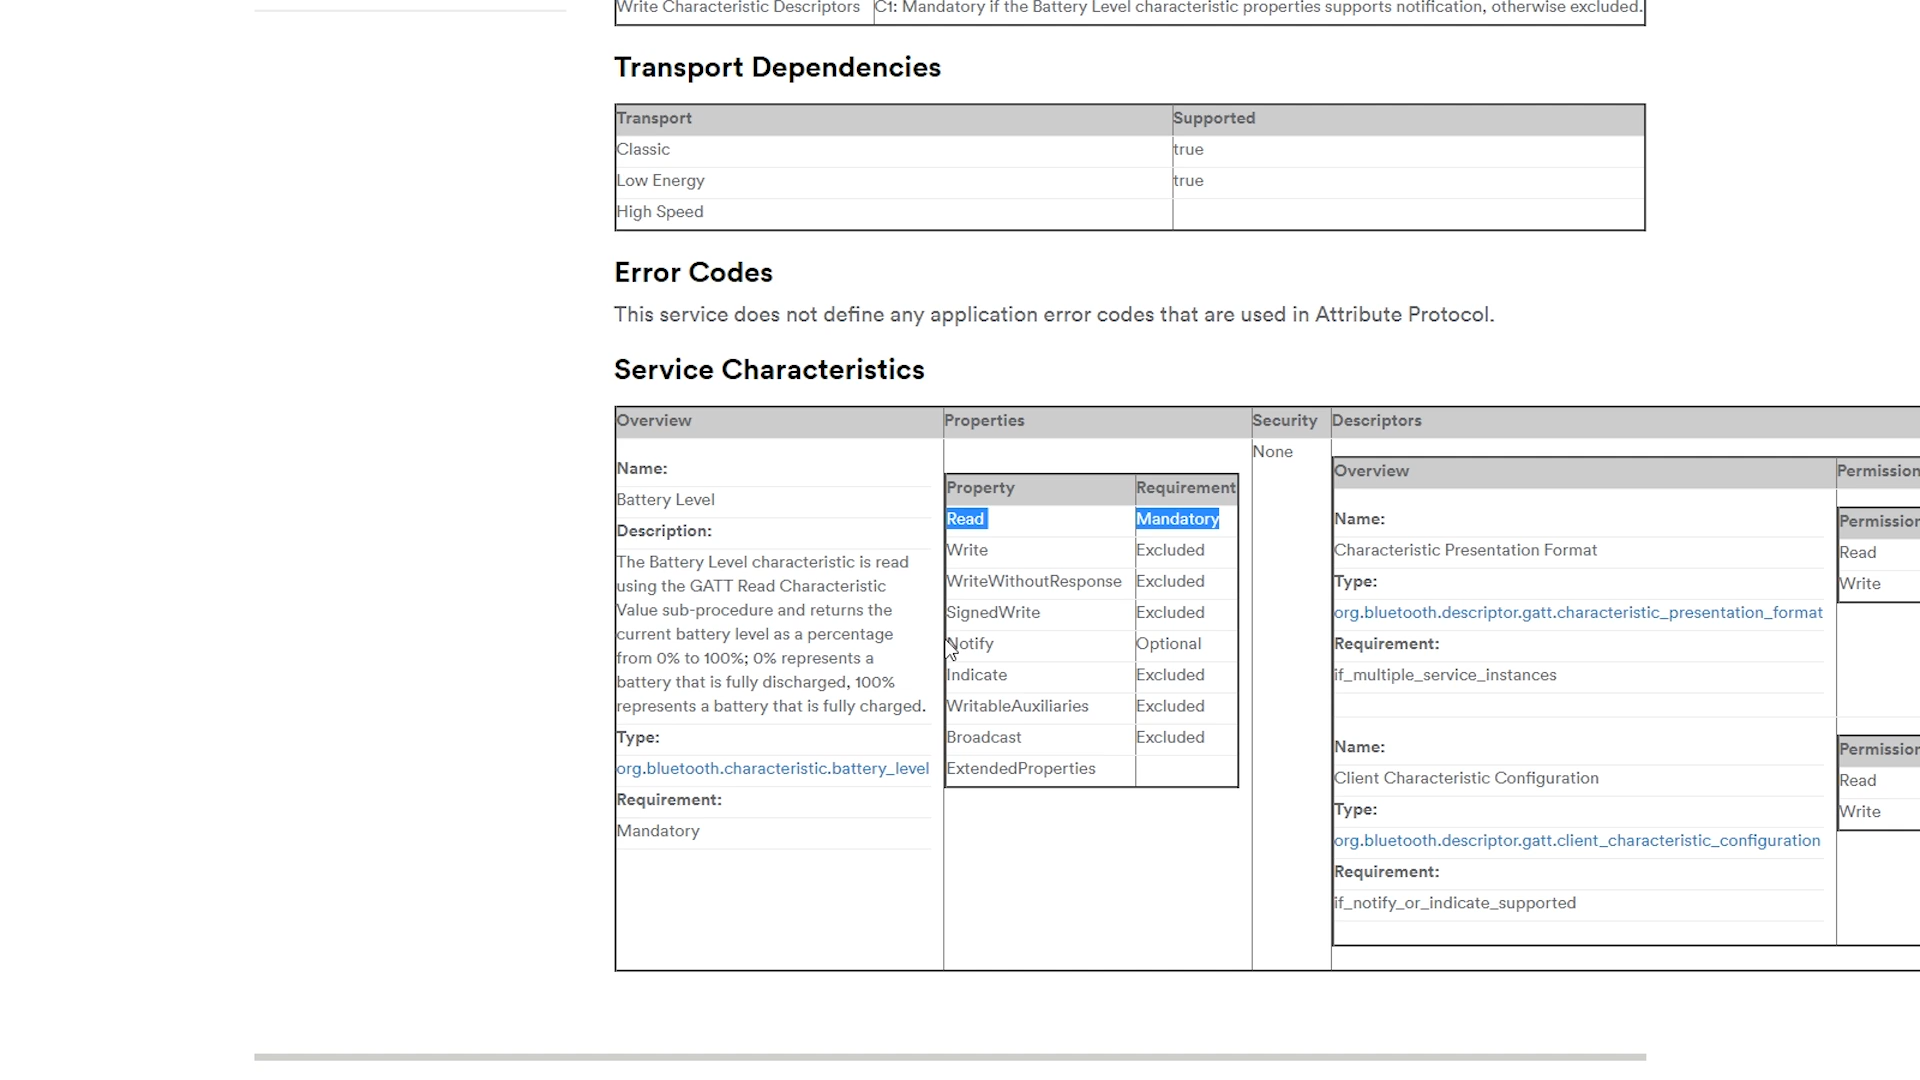 Write Characteristic Descriptors C1: Mandatory if the Battery Level characteristic properties supports notification, otherwise excluded.
Transport Dependencies
Transport Supported
Classic true
Low Energy true
High Speed
Error Codes
This service does not define any application error codes that are used in Attribute Protocol.
Service Characteristics
Overview Properties Security Descriptors
Name:
Battery Level
Description:
The Battery Level characteristic is read
using the GATT Read Characteristic
Value sub-procedure and returns the
current battery level as a percentage
from 0% to 100%; 0% represents a
battery that is fully discharged, 100%
represents a battery that is fully charged.
Type:
org.bluetooth.characteristic.battery_level
Requirement:
Mandatory
Property Requirement
Read Mandatory
Write Excluded
WriteWithoutResponse Excluded
SignedWrite Excluded
Notify Optional
Indicate Excluded
WritableAuxiliaries Excluded
Broadcast Excluded
ExtendedProperties
None
Overview Permission
Name:
Characteristic Presentation Format
Type:
org.bluetooth.descriptor.gatt.characteristic_presentation_format
Requirement:
if_multiple_service_instances
Permission
Read
Write
Name:
Client Characteristic Configuration
Type:
org.bluetooth.descriptor.gatt.client_characteristic_configuration
Requirement:
if_notify_or_indicate_supported
Permission
Read
Write